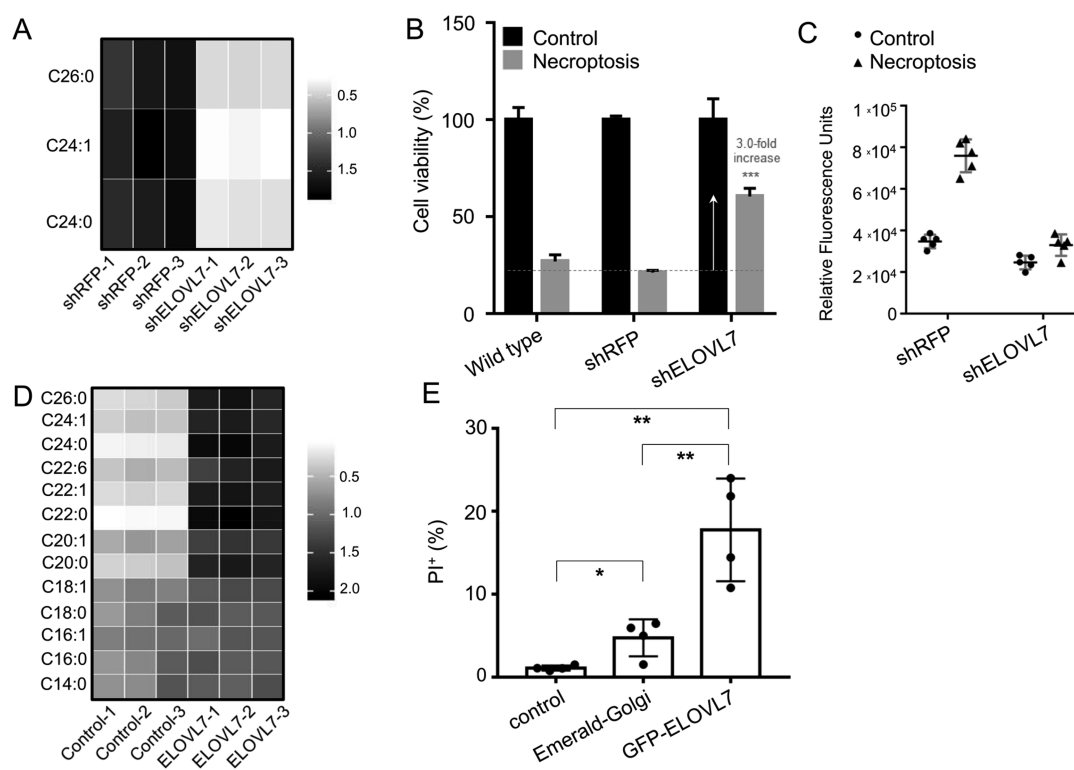 A
C26:0
C24:1
C24:0
0.5
1.0
1.5
shRFP-1
shRFP-2
shRFP-3
shELOVL7-1
shELOVL7-2
shELOVL7-3
B
Control
Necroptosis
Cell viability (%)
150
100
50
0
3.0-fold
increase
***
Wild type
shRFP
shELOVL7
C
Control
Necroptosis
Relative Fluorescence Units
1×10⁵
8×10⁴
6×10⁴
4×10⁴
2×10⁴
0
shRFP
shELOVL7
D
C26:0
C24:1
C24:0
C22:6
C22:1
C22:0
C20:1
C20:0
C18:1
C18:0
C16:1
C16:0
C14:0
0.5
1.0
1.5
2.0
Control-1
Control-2
Control-3
ELOVL7-1
ELOVL7-2
ELOVL7-3
E
**
**
*
PI⁺ (%)
30
20
10
0
control
Emerald-Golgi
GFP-ELOVL7